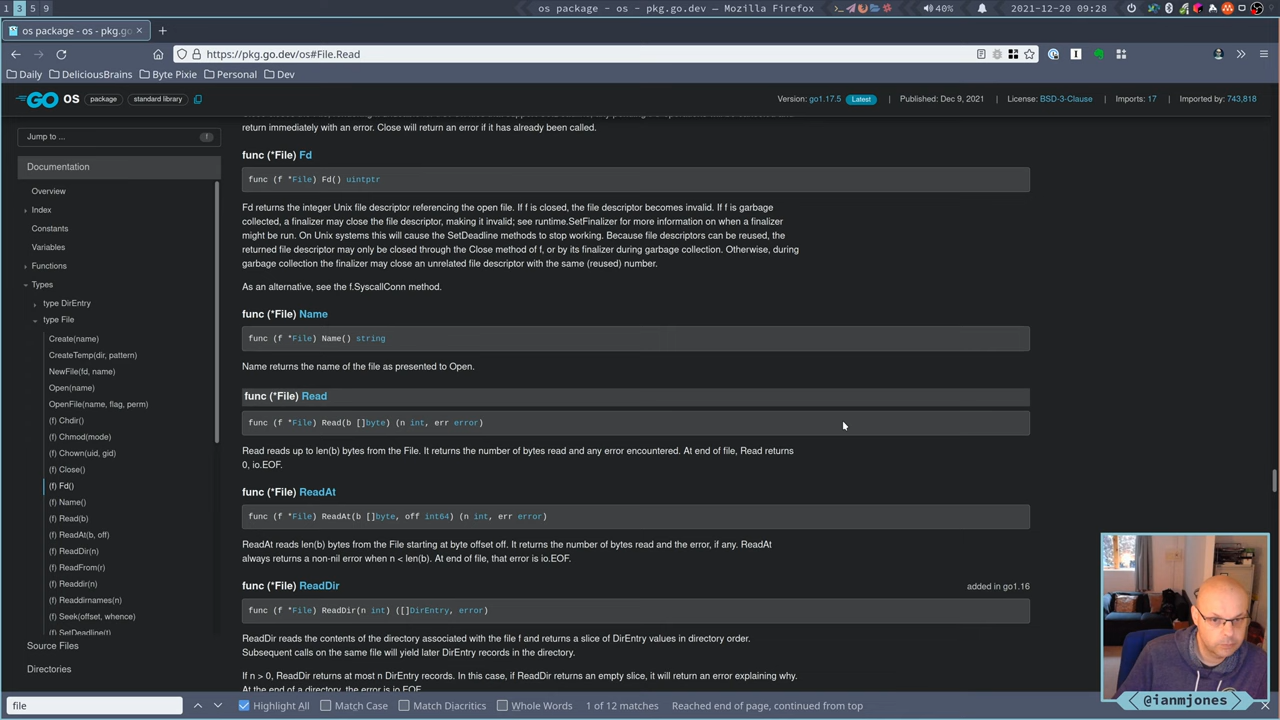 1 3 5 9
os package - os - pkg.go.dev — Mozilla Firefox
40%
2021-12-20 09:28
os package - os - pkg.go
https://pkg.go.dev/os#File.Read
Daily DeliciousBrains Byte Pixie Personal Dev
GO os package standard library
Version: go1.17.5 Latest Published: Dec 9, 2021 License: BSD-3-Clause Imports: 17 Imported by: 743,818
Jump to ... f
Documentation
Overview
Index
Constants
Variables
Functions
Types
type DirEntry
type File
Create(name)
CreateTemp(dir, pattern)
NewFile(fd, name)
Open(name)
OpenFile(name, flag, perm)
(f) Chdir()
(f) Chmod(mode)
(f) Chown(uid, gid)
(f) Close()
(f) Fd()
(f) Name()
(f) Read(b)
(f) ReadAt(b, off)
(f) ReadDir(n)
(f) ReadFrom(r)
(f) Readdir(n)
(f) Readdirnames(n)
(f) Seek(offset, whence)
(f) SetDeadline(t)
Source Files
Directories
return immediately with an error. Close will return an error if it has already been called.
func (*File) Fd
func (f *File) Fd() uintptr
Fd returns the integer Unix file descriptor referencing the open file. If f is closed, the file descriptor becomes invalid. If f is garbage
collected, a finalizer may close the file descriptor, making it invalid; see runtime.SetFinalizer for more information on when a finalizer
might be run. On Unix systems this will cause the SetDeadline methods to stop working. Because file descriptors can be reused, the
returned file descriptor may only be closed through the Close method of f, or by its finalizer during garbage collection. Otherwise, during
garbage collection the finalizer may close an unrelated file descriptor with the same (reused) number.
As an alternative, see the f.SyscallConn method.
func (*File) Name
func (f *File) Name() string
Name returns the name of the file as presented to Open.
func (*File) Read
func (f *File) Read(b []byte) (n int, err error)
Read reads up to len(b) bytes from the File. It returns the number of bytes read and any error encountered. At end of file, Read returns
0, io.EOF.
func (*File) ReadAt
func (f *File) ReadAt(b []byte, off int64) (n int, err error)
ReadAt reads len(b) bytes from the File starting at byte offset off. It returns the number of bytes read and the error, if any. ReadAt
always returns a non-nil error when n < len(b). At end of file, that error is io.EOF.
func (*File) ReadDir added in go1.16
func (f *File) ReadDir(n int) ([]DirEntry, error)
ReadDir reads the contents of the directory associated with the file f and returns a slice of DirEntry values in directory order.
Subsequent calls on the same file will yield later DirEntry records in the directory.
If n > 0, ReadDir returns at most n DirEntry records. In this case, if ReadDir returns an empty slice, it will return an error explaining why.
At the end of a directory, the error is io.EOF.
@ianmjones
file Highlight All Match Case Match Diacritics Whole Words 1 of 12 matches Reached end of page, continued from top